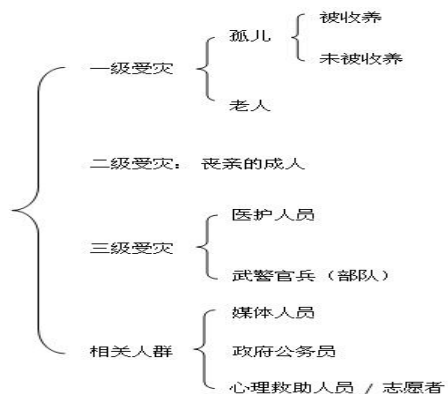 被收养
孤儿
未被收养
一级受灾
老人
二级受灾： 丧亲的成人
医护人员
三级受灾
武警官兵（部队）
媒体人员
相关人群
政府公务员
心理救助人员 / 志愿者